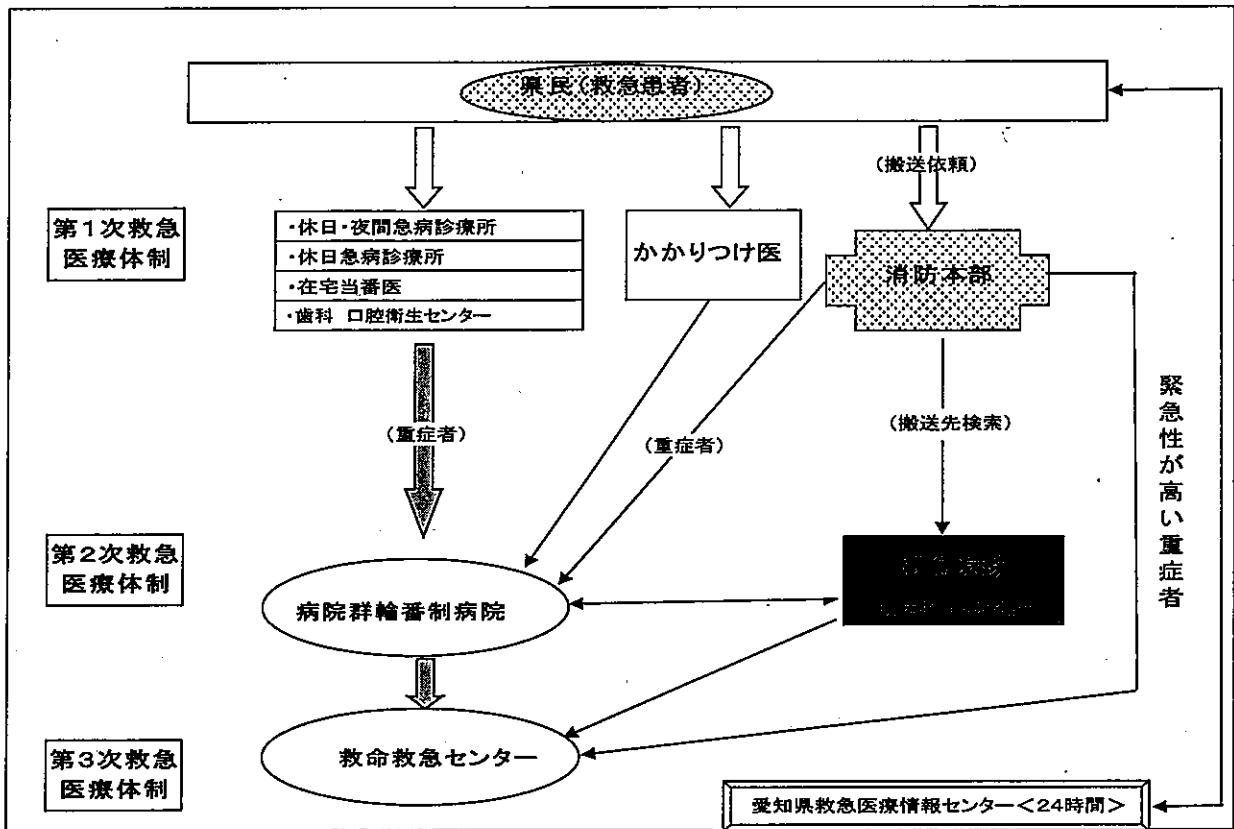 県民(救急患者)
(搬送依頼)
第1次救急
医療体制
・休日・夜間急病診療所
・休日急病診療所
・在宅当番医
・歯科 口腔衛生センター
かかりつけ医
消防本部
(重症者)
(重症者)
(搬送先検索)
緊急性が高い重症者
第2次救急
医療体制
病院群輪番制病院
第3次救急
医療体制
救命救急センター
愛知県救急医療情報センター<24時間>